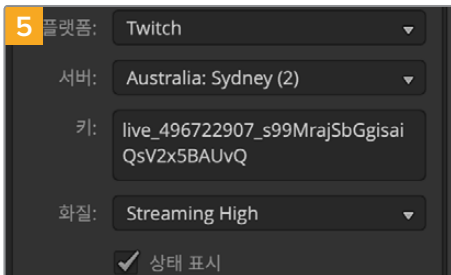 5 플랫폼: Twitch
서버: Australia: Sydney (2)
키: live_496722907_s99MrajSbGgisai
QsV2x5BAUvQ
화질: Streaming High
상태 표시